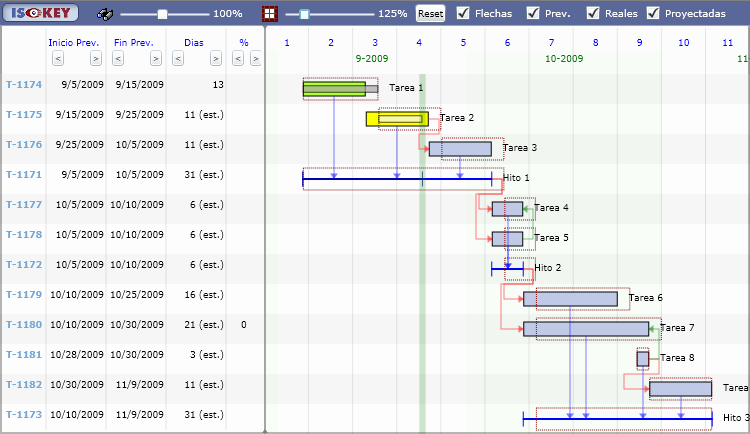 ISOKEY 100% 125% Reset Flechas Prev. Reales Proyectadas
Inicio Prev. Fin Prev. Dias % 1 2 3 4 5 6 7 8 9 10 11
< > < > < > < > 9-2009 10-2009 11
T-1174 9/5/2009 9/15/2009 13 Tarea 1
T-1175 9/15/2009 9/25/2009 11 (est.) Tarea 2
T-1176 9/25/2009 10/5/2009 11 (est.) Tarea 3
T-1171 9/5/2009 10/5/2009 31 (est.) Hito 1
T-1177 10/5/2009 10/10/2009 6 (est.) Tarea 4
T-1178 10/5/2009 10/10/2009 6 (est.) Tarea 5
T-1172 10/5/2009 10/10/2009 6 (est.) Hito 2
T-1179 10/10/2009 10/25/2009 16 (est.) Tarea 6
T-1180 10/10/2009 10/30/2009 21 (est.) 0 Tarea 7
T-1181 10/28/2009 10/30/2009 3 (est.) Tarea 8
T-1182 10/30/2009 11/9/2009 11 (est.) Tarea
T-1173 10/10/2009 11/9/2009 31 (est.) Hito 3